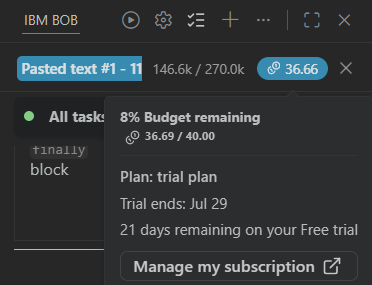 IBM BOB
Pasted text #1 - 11
146.6k / 270.0k
36.66
All tasks
finally
block
8% Budget remaining
36.69 / 40.00
Plan: trial plan
Trial ends: Jul 29
21 days remaining on your Free trial
Manage my subscription